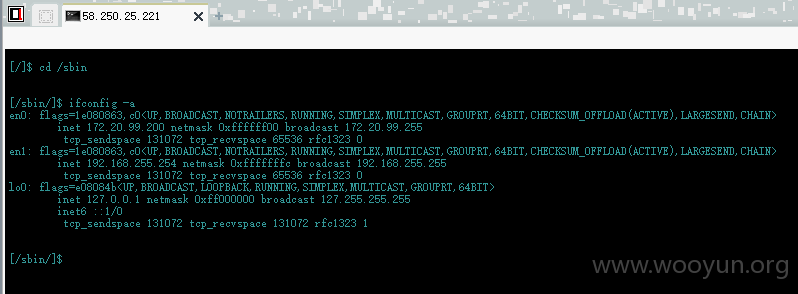 58.250.25.221
[/]$ cd /sbin
[/sbin/]$ ifconfig -a
en0: flags=1e080863,c0<UP,BROADCAST,NOTRAILERS,RUNNING,SIMPLEX,MULTICAST,GROUPRT,64BIT,CHECKSUM_OFFLOAD(ACTIVE),LARGESEND,CHAIN>
inet 172.20.99.200 netmask 0xffffff00 broadcast 172.20.99.255
tcp_sendspace 131072 tcp_recvspace 65536 rfc1323 0
en1: flags=1e080863,c0<UP,BROADCAST,NOTRAILERS,RUNNING,SIMPLEX,MULTICAST,GROUPRT,64BIT,CHECKSUM_OFFLOAD(ACTIVE),LARGESEND,CHAIN>
inet 192.168.255.254 netmask 0xfffffffc broadcast 192.168.255.255
tcp_sendspace 131072 tcp_recvspace 65536 rfc1323 0
lo0: flags=e08084b<UP,BROADCAST,LOOPBACK,RUNNING,SIMPLEX,MULTICAST,GROUPRT,64BIT>
inet 127.0.0.1 netmask 0xff000000 broadcast 127.255.255.255
inet6 ::1/0
tcp_sendspace 131072 tcp_recvspace 131072 rfc1323 1
[/sbin/]$
www.wooyun.org